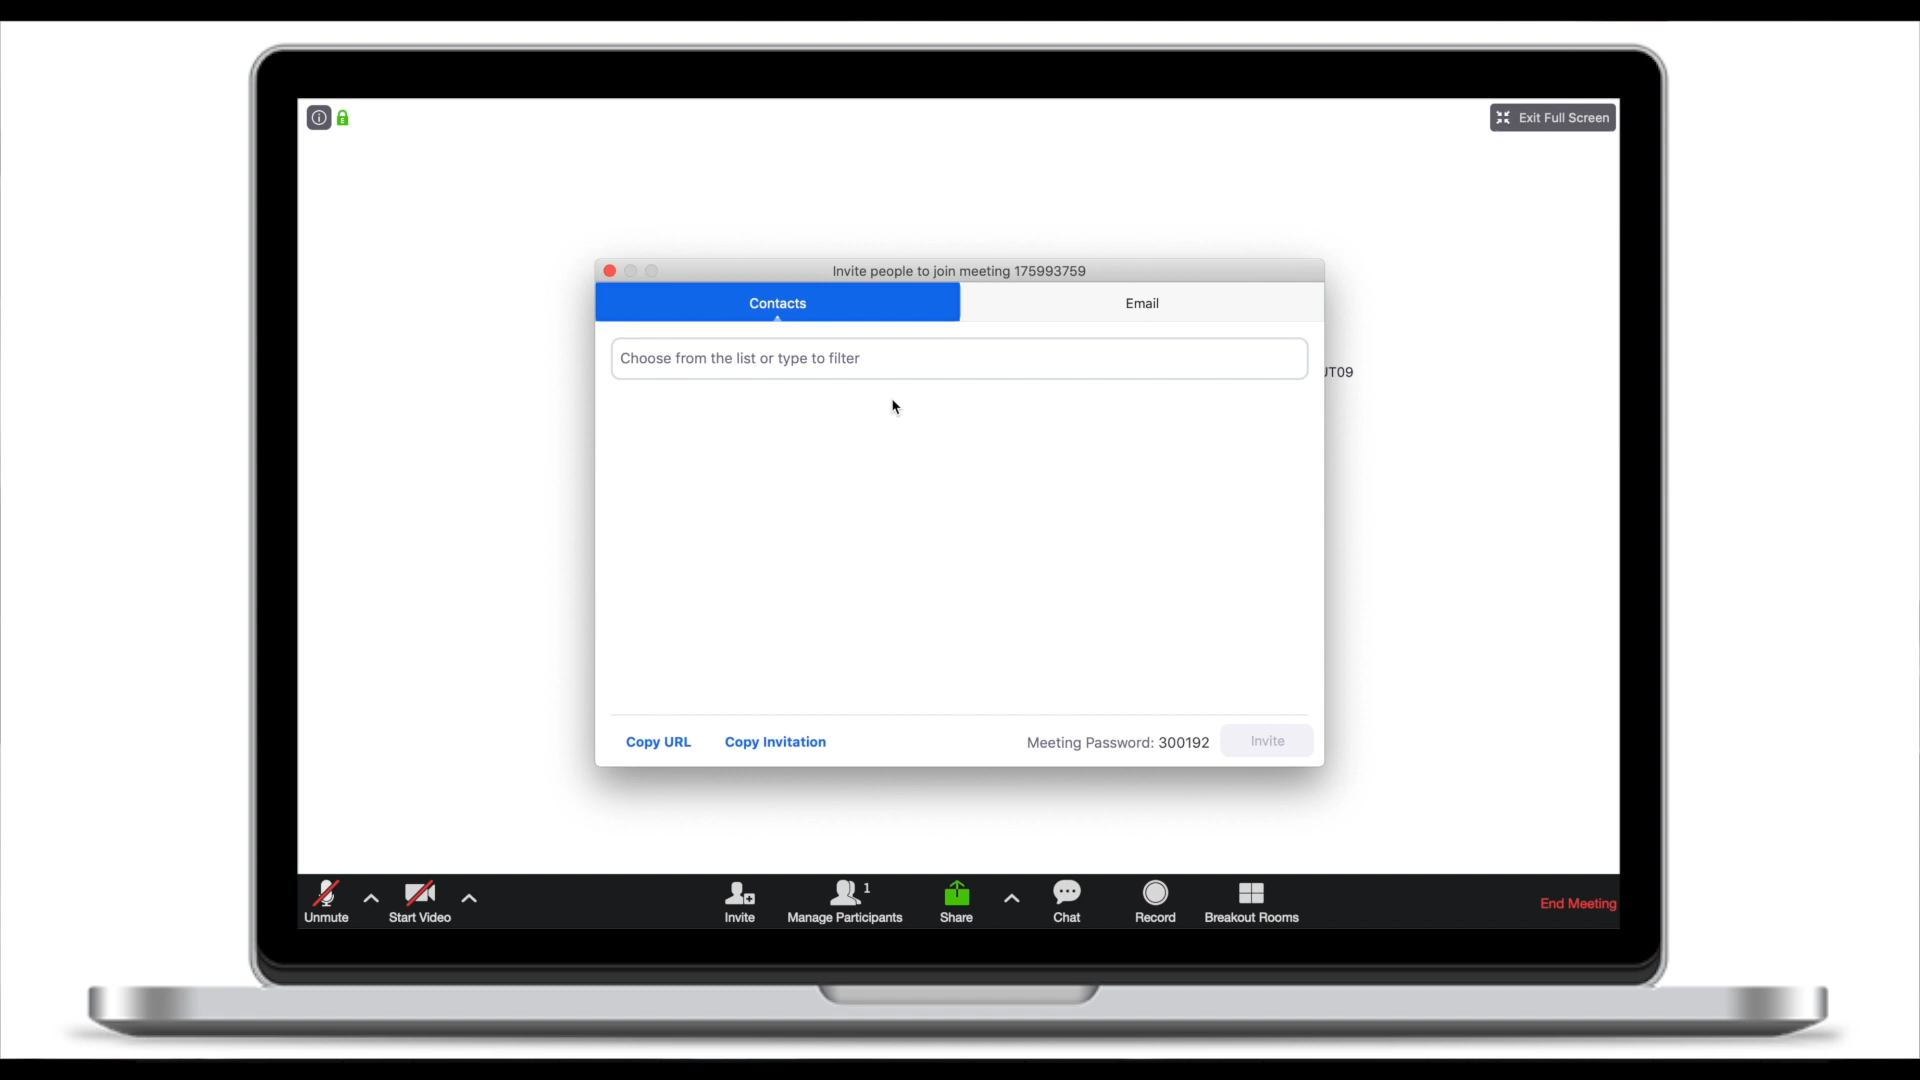 Exit Full Screen
Invite people to join meeting 175993759
Contacts
Email
Choose from the list or type to filter
JT09
Copy URL
Copy Invitation
Meeting Password: 300192
Invite
Unmute
Start Video
Invite
Manage Participants
1
Share
Chat
Record
Breakout Rooms
End Meeting